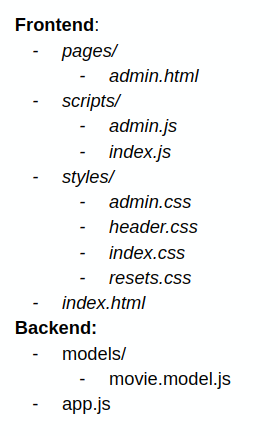 Frontend:
- pages/
- admin.html
- scripts/
- admin.js
- index.js
- styles/
- admin.css
- header.css
- index.css
- resets.css
- index.html
Backend:
- models/
- movie.model.js
- app.js